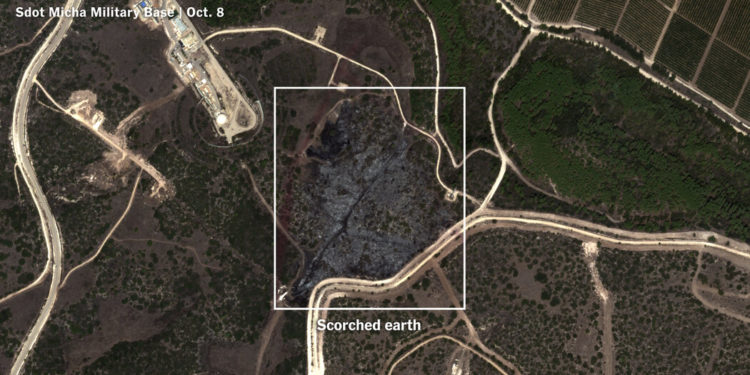 Sdot Micha Military Base | Oct. 8
Scorched earth